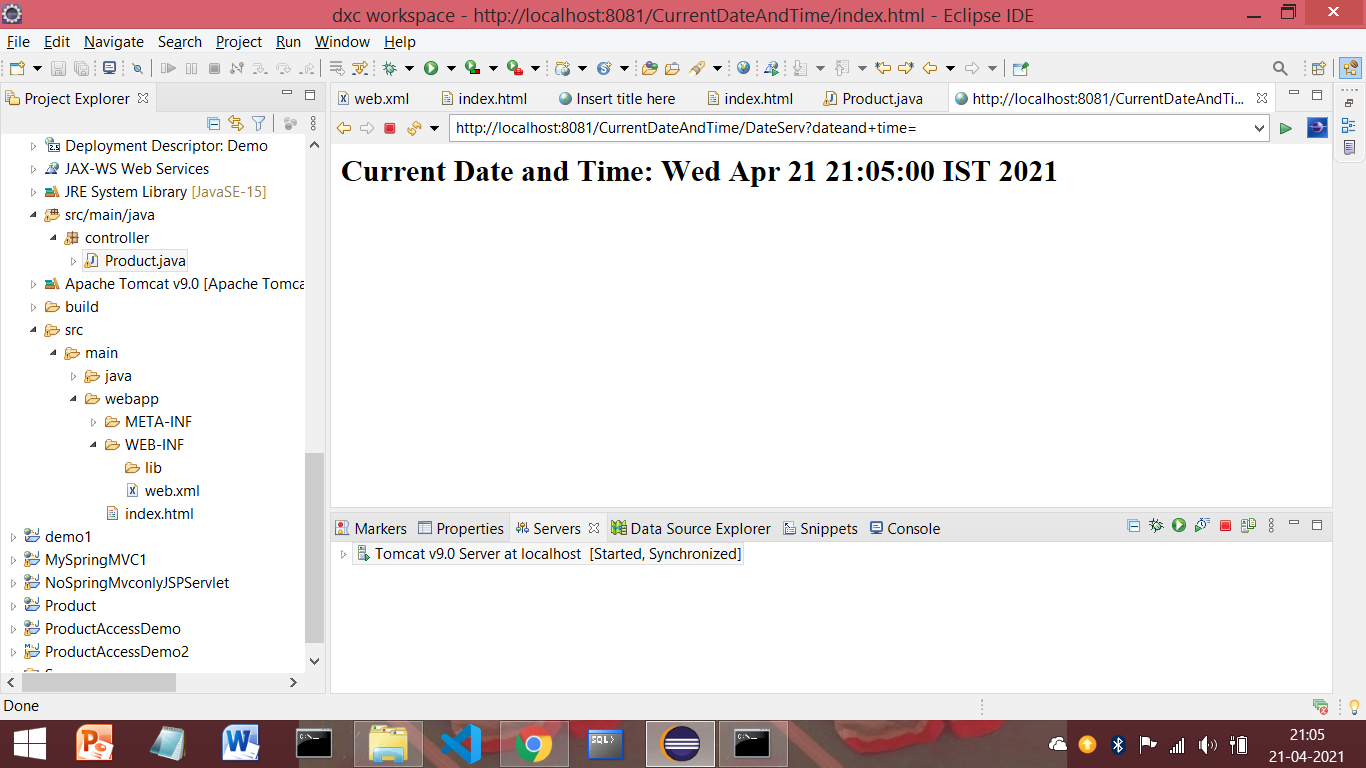 dxc workspace - http://localhost:8081/CurrentDateAndTime/index.html - Eclipse IDE
File Edit Navigate Search Project Run Window Help
Project Explorer
web.xml index.html Insert title here index.html Product.java http://localhost:8081/CurrentDateAndTi...
http://localhost:8081/CurrentDateAndTime/DateServ?dateand+time=
Current Date and Time: Wed Apr 21 21:05:00 IST 2021
Deployment Descriptor: Demo
JAX-WS Web Services
JRE System Library [JavaSE-15]
src/main/java
controller
Product.java
Apache Tomcat v9.0 [Apache Tomca
build
src
main
java
webapp
META-INF
WEB-INF
lib
web.xml
index.html
demo1
MySpringMVC1
NoSpringMvconlyJSPServlet
Product
ProductAccessDemo
ProductAccessDemo2
Markers Properties Servers Data Source Explorer Snippets Console
Tomcat v9.0 Server at localhost [Started, Synchronized]
Done
SQL>
21:05
21-04-2021